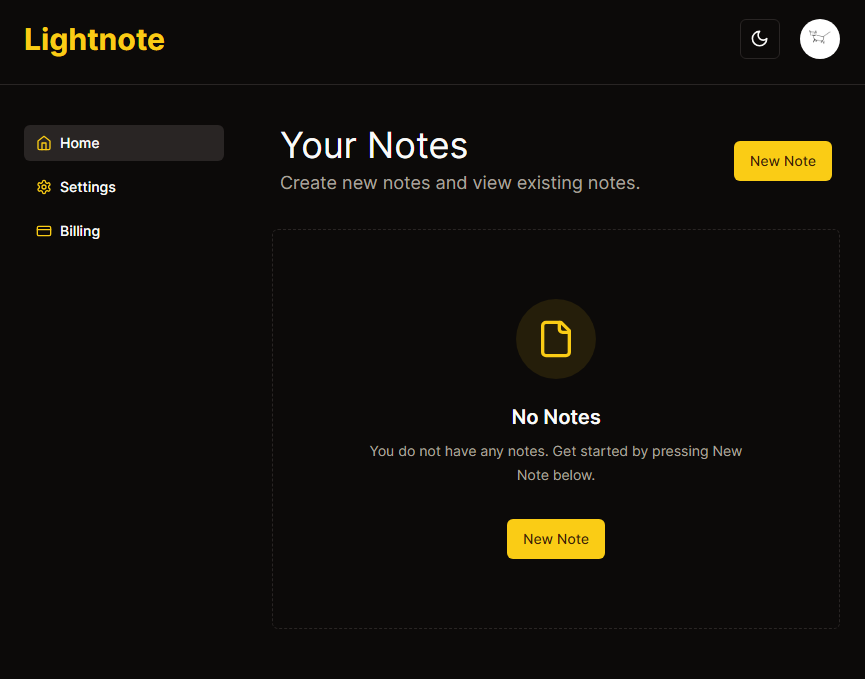 Lightnote
Home
Settings
Billing
Your Notes
Create new notes and view existing notes.
New Note
No Notes
You do not have any notes. Get started by pressing New
Note below.
New Note